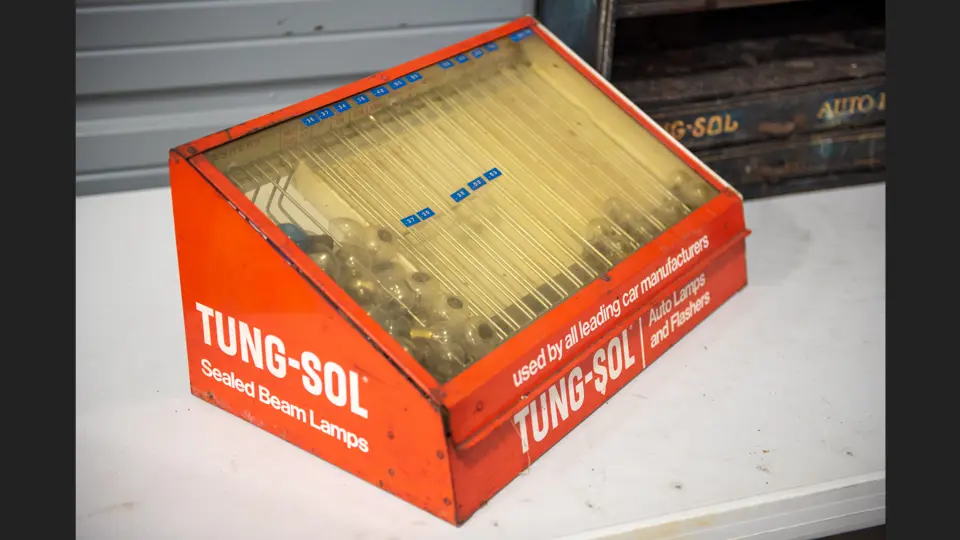 TUNG-SOL
Sealed Beam Lamps
used by all leading car manufacturers
TUNG-SOL
Auto Lamps
and Flashers
G-SOL
AUTO